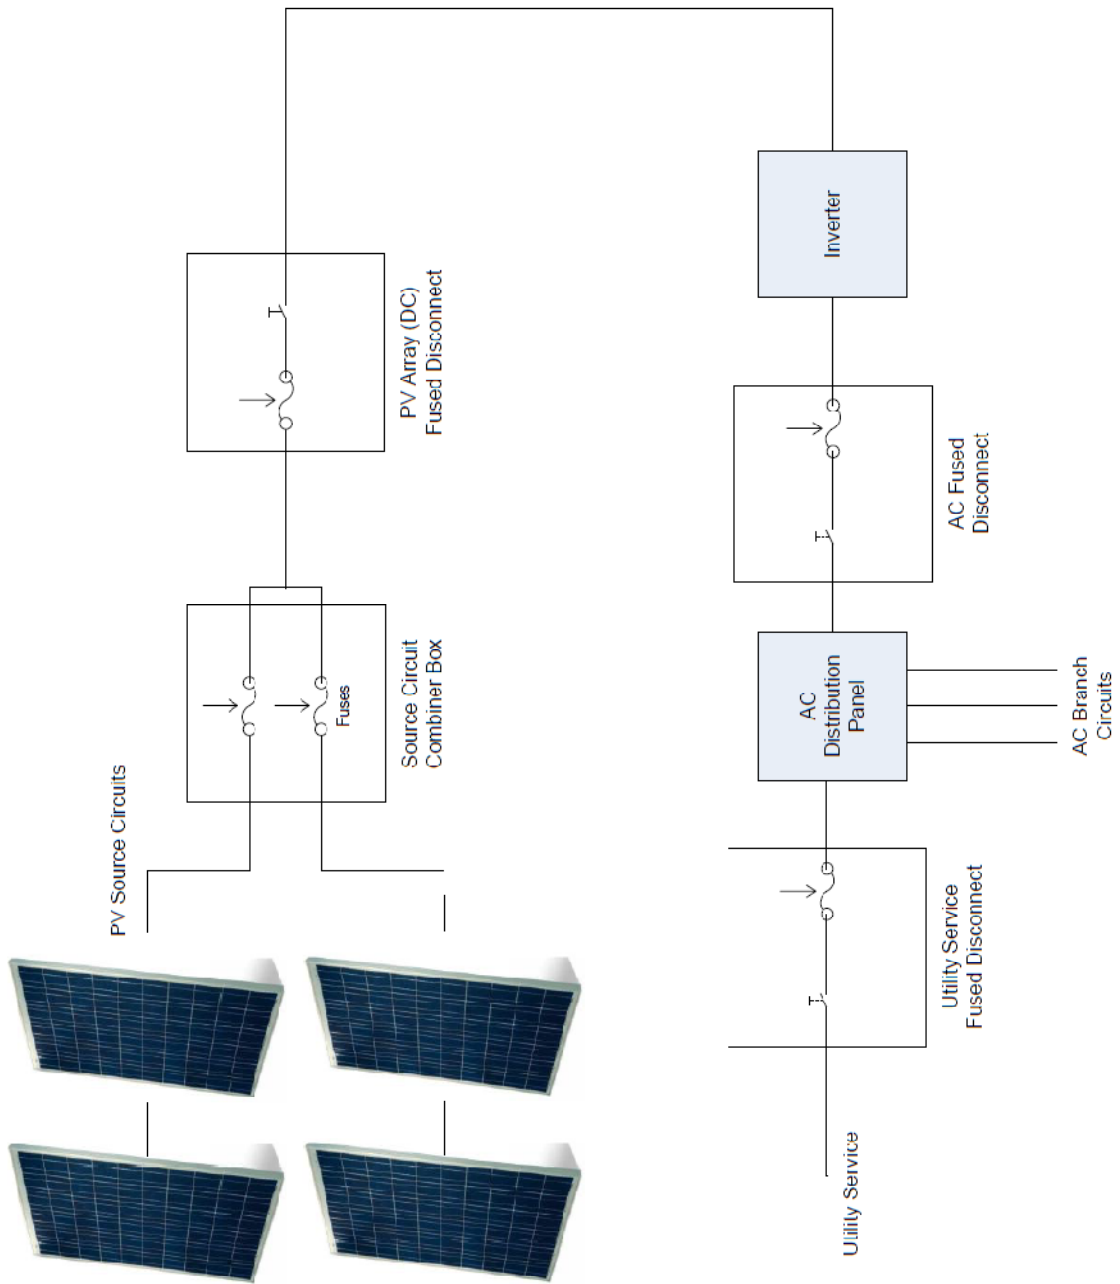 PV Source Circuits
Fuses
Source Circuit
Combiner Box
PV Array (DC)
Fused Disconnect
Utility Service
Utility Service
Fused Disconnect
AC
Distribution
Panel
AC Branch
Circuits
AC Fused
Disconnect
Inverter